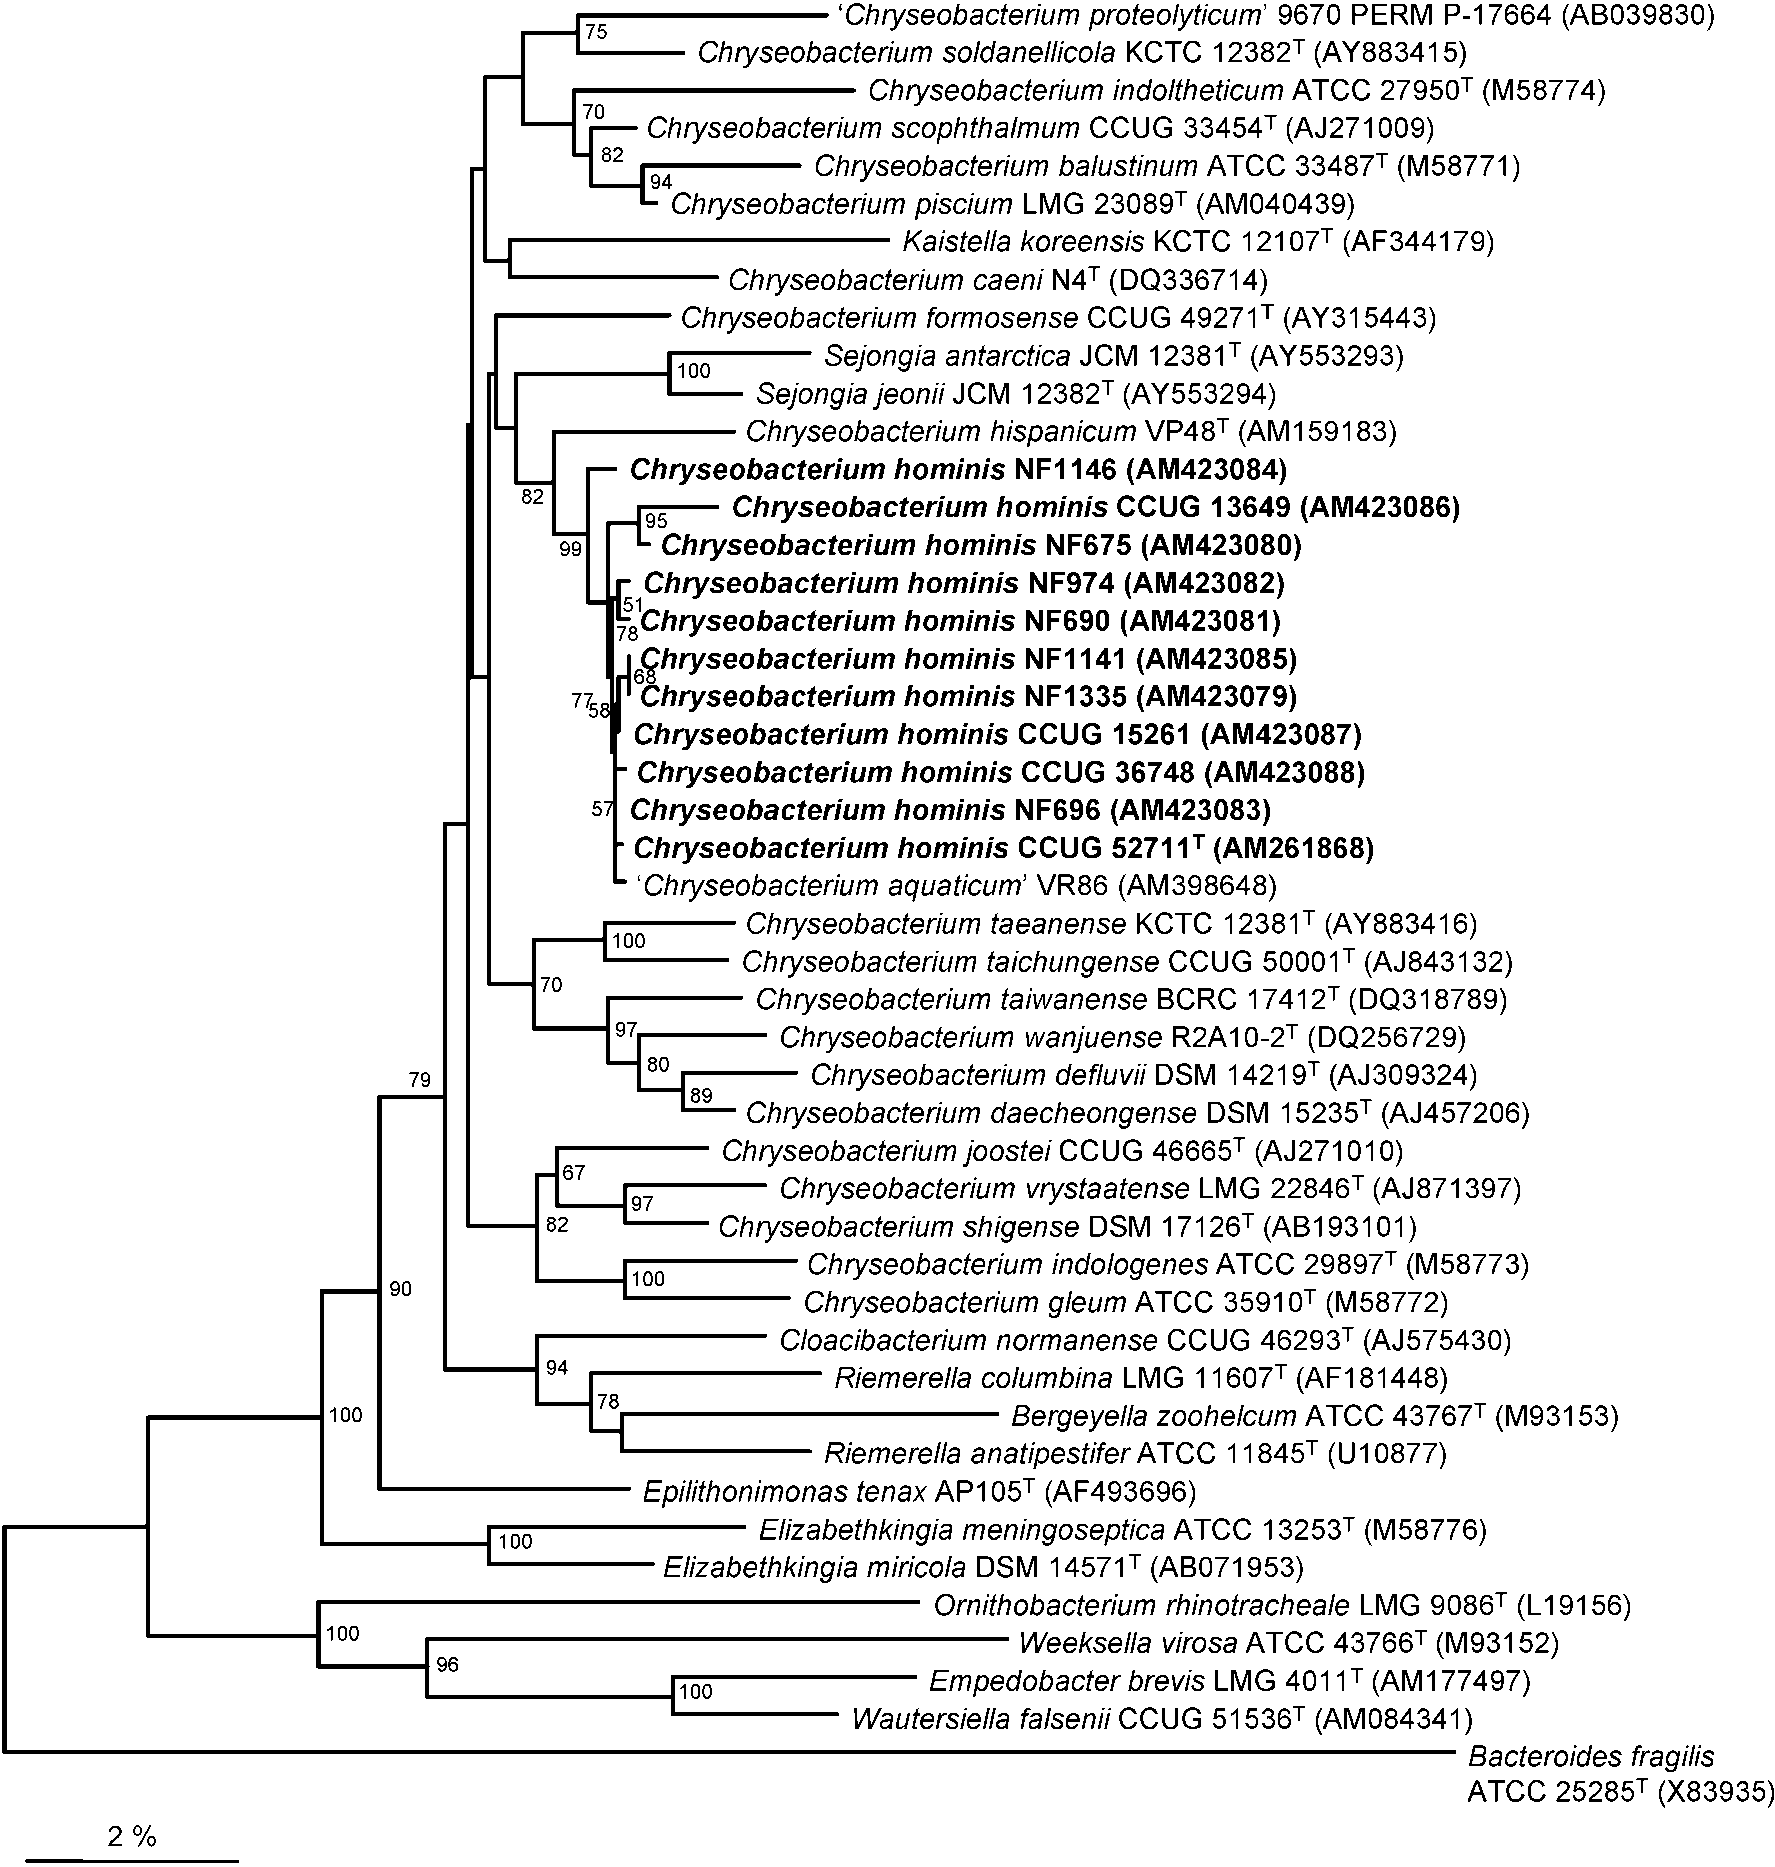 ‘Chryseobacterium proteolyticum’ 9670 PERM P-17664 (AB039830)
75
Chryseobacterium soldanellicola KCTC 12382T (AY883415)
Chryseobacterium indoltheticum ATCC 27950T (M58774)
70
Chryseobacterium scophthalmum CCUG 33454T (AJ271009)
82
Chryseobacterium balustinum ATCC 33487T (M58771)
94
Chryseobacterium piscium LMG 23089T (AM040439)
Kaistella koreensis KCTC 12107T (AF344179)
Chryseobacterium caeni N4T (DQ336714)
Chryseobacterium formosense CCUG 49271T (AY315443)
Sejongia antarctica JCM 12381T (AY553293)
100
Sejongia jeonii JCM 12382T (AY553294)
Chryseobacterium hispanicum VP48T (AM159183)
Chryseobacterium hominis NF1146 (AM423084)
82
Chryseobacterium hominis CCUG 13649 (AM423086)
95
Chryseobacterium hominis NF675 (AM423080)
99
Chryseobacterium hominis NF974 (AM423082)
51
Chryseobacterium hominis NF690 (AM423081)
78
Chryseobacterium hominis NF1141 (AM423085)
68
Chryseobacterium hominis NF1335 (AM423079)
77
58
Chryseobacterium hominis CCUG 15261 (AM423087)
Chryseobacterium hominis CCUG 36748 (AM423088)
57
Chryseobacterium hominis NF696 (AM423083)
Chryseobacterium hominis CCUG 52711T (AM261868)
‘Chryseobacterium aquaticum’ VR86 (AM398648)
Chryseobacterium taeanense KCTC 12381T (AY883416)
100
Chryseobacterium taichungense CCUG 50001T (AJ843132)
70
Chryseobacterium taiwanense BCRC 17412T (DQ318789)
97
Chryseobacterium wanjuense R2A10-2T (DQ256729)
80
Chryseobacterium defluvii DSM 14219T (AJ309324)
79
89
Chryseobacterium daecheongense DSM 15235T (AJ457206)
Chryseobacterium joostei CCUG 46665T (AJ271010)
67
Chryseobacterium vrystaatense LMG 22846T (AJ871397)
97
Chryseobacterium shigense DSM 17126T (AB193101)
82
Chryseobacterium indologenes ATCC 29897T (M58773)
100
90
Chryseobacterium gleum ATCC 35910T (M58772)
Cloacibacterium normanense CCUG 46293T (AJ575430)
94
Riemerella columbina LMG 11607T (AF181448)
78
Bergeyella zoohelcum ATCC 43767T (M93153)
100
Riemerella anatipestifer ATCC 11845T (U10877)
Epilithonimonas tenax AP105T (AF493696)
Elizabethkingia meningoseptica ATCC 13253T (M58776)
100
Elizabethkingia miricola DSM 14571T (AB071953)
Ornithobacterium rhinotracheale LMG 9086T (L19156)
100
Weeksella virosa ATCC 43766T (M93152)
96
Empedobacter brevis LMG 4011T (AM177497)
100
Wautersiella falsenii CCUG 51536T (AM084341)
Bacteroides fragilis
ATCC 25285T (X83935)
2 %